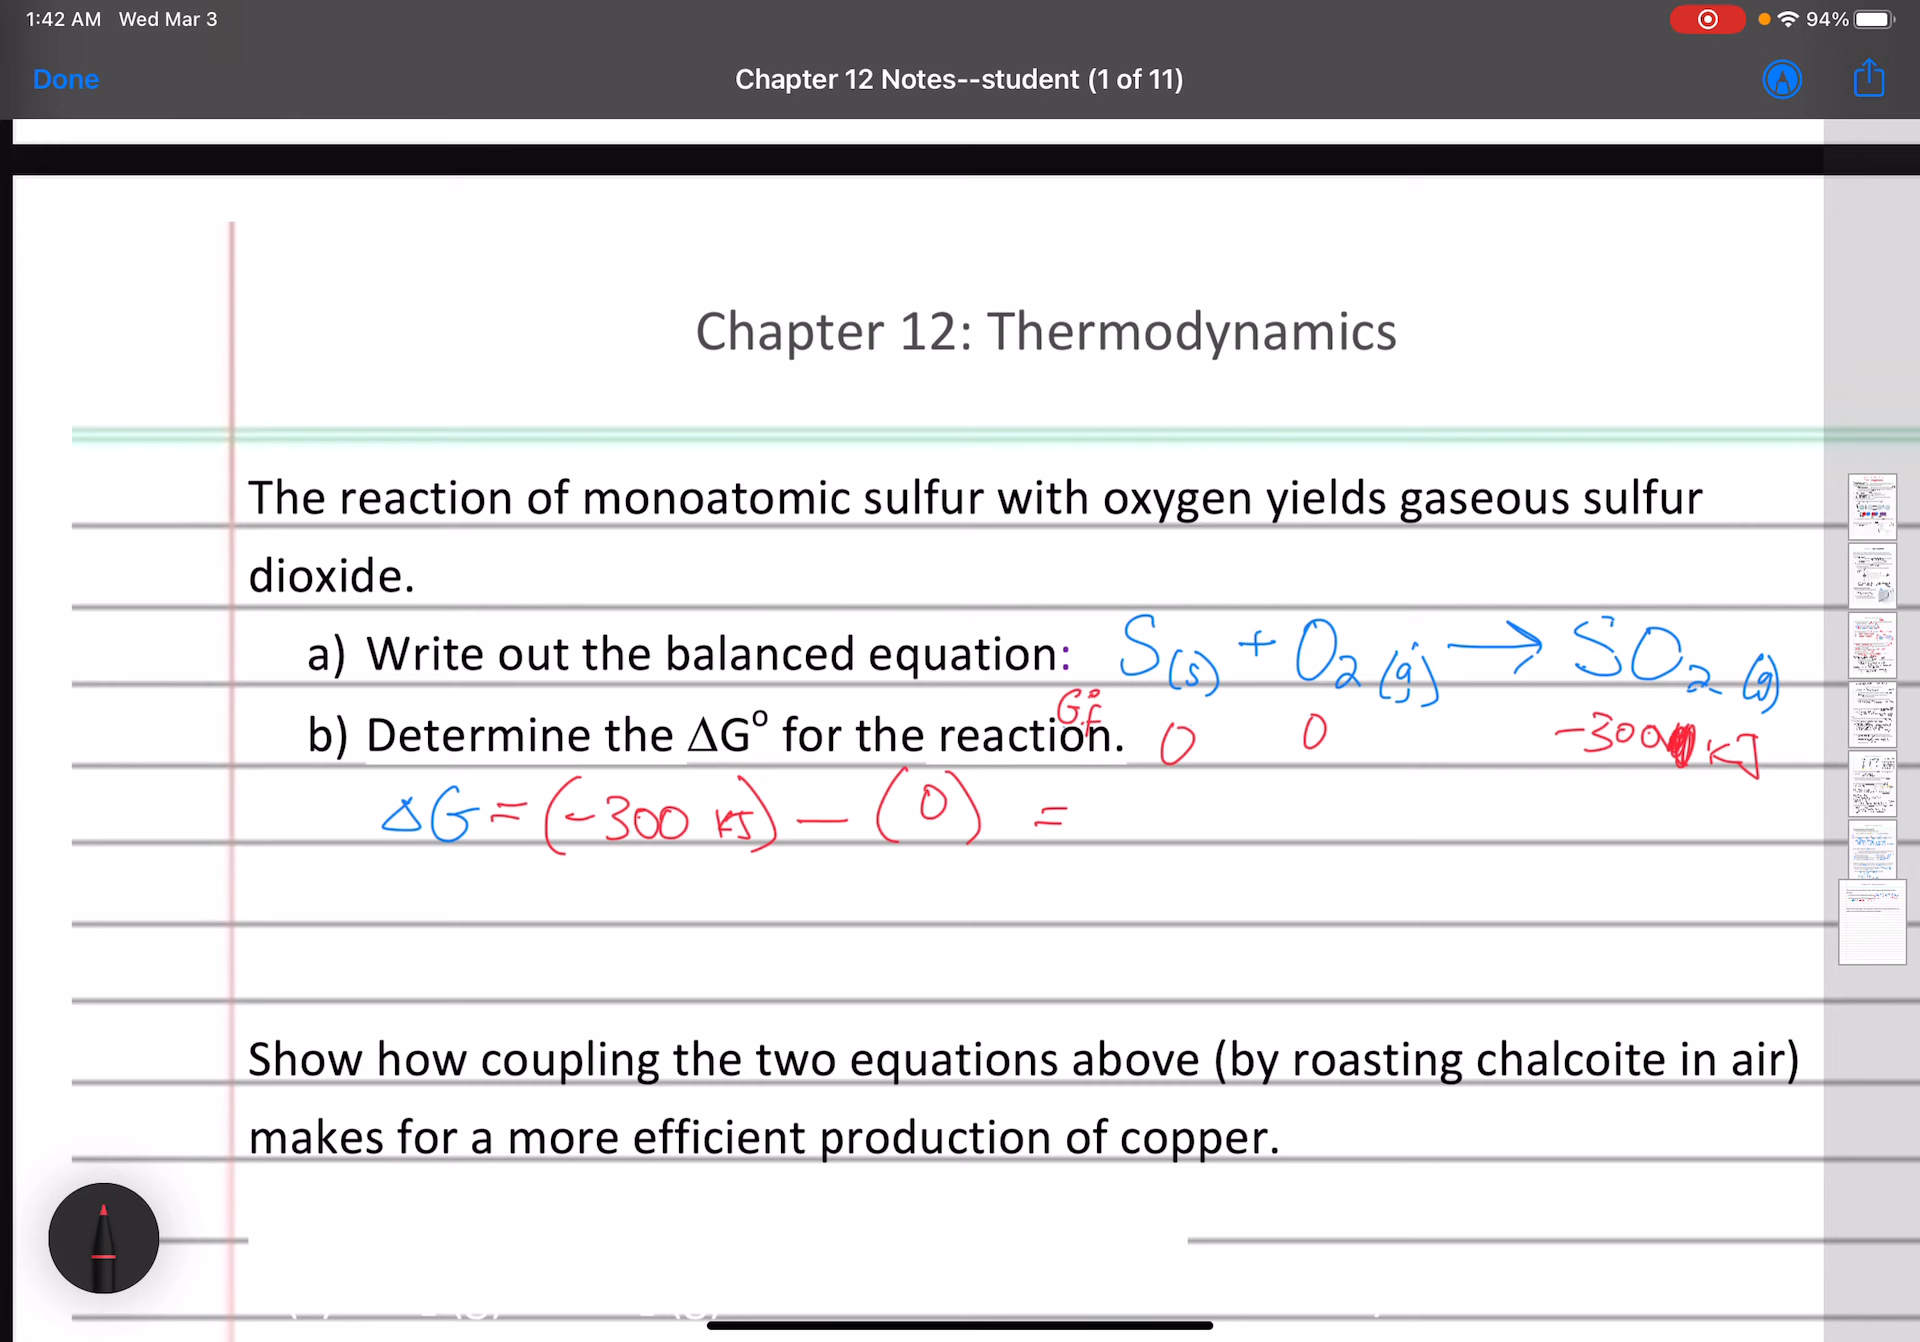 1:42 AM Wed Mar 3
94%
Done
Chapter 12 Notes--student (1 of 11)
Chapter 12: Thermodynamics
The reaction of monoatomic sulfur with oxygen yields gaseous sulfur
dioxide.
a) Write out the balanced equation: S(s) + O₂ (g) → SO₂ (g)
b) Determine the ΔG° for the reaction. G°f 0 0 -300 kJ
ΔG = (-300 kJ) - (0) =
Show how coupling the two equations above (by roasting chalcoite in air)
makes for a more efficient production of copper.